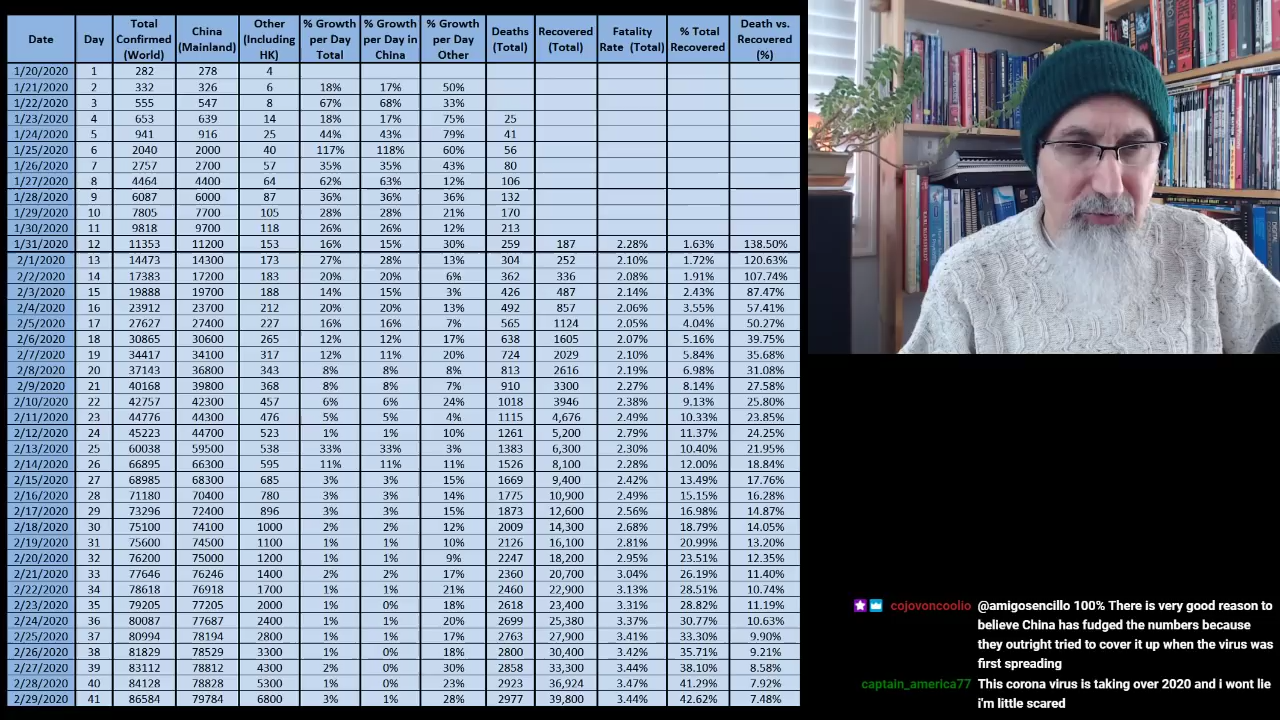 Date Day Total Confirmed (World) China (Mainland) Other (Including HK) % Growth per Day Total % Growth per Day in China % Growth per Day Other Deaths (Total) Recovered (Total) Fatality Rate (Total) % Total Recovered Death vs. Recovered (%)
1/20/2020 1 282 278 4
1/21/2020 2 332 326 6 18% 17% 50%
1/22/2020 3 555 547 8 67% 68% 33%
1/23/2020 4 653 639 14 18% 17% 75% 25
1/24/2020 5 941 916 25 44% 43% 79% 41
1/25/2020 6 2040 2000 40 117% 118% 60% 56
1/26/2020 7 2757 2700 57 35% 35% 43% 80
1/27/2020 8 4464 4400 64 62% 63% 12% 106
1/28/2020 9 6087 6000 87 36% 36% 36% 132
1/29/2020 10 7805 7700 105 28% 28% 21% 170
1/30/2020 11 9818 9700 118 26% 26% 12% 213
1/31/2020 12 11353 11200 153 16% 15% 30% 259 187 2.28% 1.63% 138.50%
2/1/2020 13 14473 14300 173 27% 28% 13% 304 252 2.10% 1.72% 120.63%
2/2/2020 14 17383 17200 183 20% 20% 6% 362 336 2.08% 1.91% 107.74%
2/3/2020 15 19888 19700 188 14% 15% 3% 426 487 2.14% 2.43% 87.47%
2/4/2020 16 23912 23700 212 20% 20% 13% 492 857 2.06% 3.55% 57.41%
2/5/2020 17 27627 27400 227 16% 16% 7% 565 1124 2.05% 4.04% 50.27%
2/6/2020 18 30865 30600 265 12% 12% 17% 638 1605 2.07% 5.16% 39.75%
2/7/2020 19 34417 34100 317 12% 11% 20% 724 2029 2.10% 5.84% 35.68%
2/8/2020 20 37143 36800 343 8% 8% 8% 813 2616 2.19% 6.98% 31.08%
2/9/2020 21 40168 39800 368 8% 8% 7% 910 3300 2.27% 8.14% 27.58%
2/10/2020 22 42757 42300 457 6% 6% 24% 1018 3946 2.38% 9.13% 25.80%
2/11/2020 23 44776 44300 476 5% 5% 4% 1115 4,676 2.49% 10.33% 23.85%
2/12/2020 24 45223 44700 523 1% 1% 10% 1261 5,200 2.79% 11.37% 24.25%
2/13/2020 25 60038 59500 538 33% 33% 3% 1383 6,300 2.30% 10.40% 21.95%
2/14/2020 26 66895 66300 595 11% 11% 11% 1526 8,100 2.28% 12.00% 18.84%
2/15/2020 27 68985 68300 685 3% 3% 15% 1669 9,400 2.42% 13.49% 17.76%
2/16/2020 28 71180 70400 780 3% 3% 14% 1775 10,900 2.49% 15.15% 16.28%
2/17/2020 29 73296 72400 896 3% 3% 15% 1873 12,600 2.56% 16.98% 14.87%
2/18/2020 30 75100 74100 1000 2% 2% 12% 2009 14,300 2.68% 18.79% 14.05%
2/19/2020 31 75600 74500 1100 1% 1% 10% 2126 16,100 2.81% 20.99% 13.20%
2/20/2020 32 76200 75000 1200 1% 1% 9% 2247 18,200 2.95% 23.51% 12.35%
2/21/2020 33 77646 76246 1400 2% 2% 17% 2360 20,700 3.04% 26.19% 11.40%
2/22/2020 34 78618 76918 1700 1% 1% 21% 2460 22,900 3.13% 28.51% 10.74%
2/23/2020 35 79205 77205 2000 1% 0% 18% 2618 23,400 3.31% 28.82% 11.19%
2/24/2020 36 80087 77687 2400 1% 1% 20% 2699 25,380 3.37% 30.77% 10.63%
2/25/2020 37 80994 78194 2800 1% 1% 17% 2763 27,900 3.41% 33.30% 9.90%
2/26/2020 38 81829 78529 3300 1% 0% 18% 2800 30,400 3.42% 35.71% 9.21%
2/27/2020 39 83112 78812 4300 2% 0% 30% 2858 33,300 3.44% 38.10% 8.58%
2/28/2020 40 84128 78828 5300 1% 0% 23% 2923 36,924 3.47% 41.29% 7.92%
2/29/2020 41 86584 79784 6800 3% 1% 28% 2977 39,800 3.44% 42.62% 7.48%
cojovoncoolio @amigosencillo 100% There is very good reason to
believe China has fudged the numbers because
they outright tried to cover it up when the virus was
first spreading
captain_america77 This corona virus is taking over 2020 and i wont lie
i'm little scared